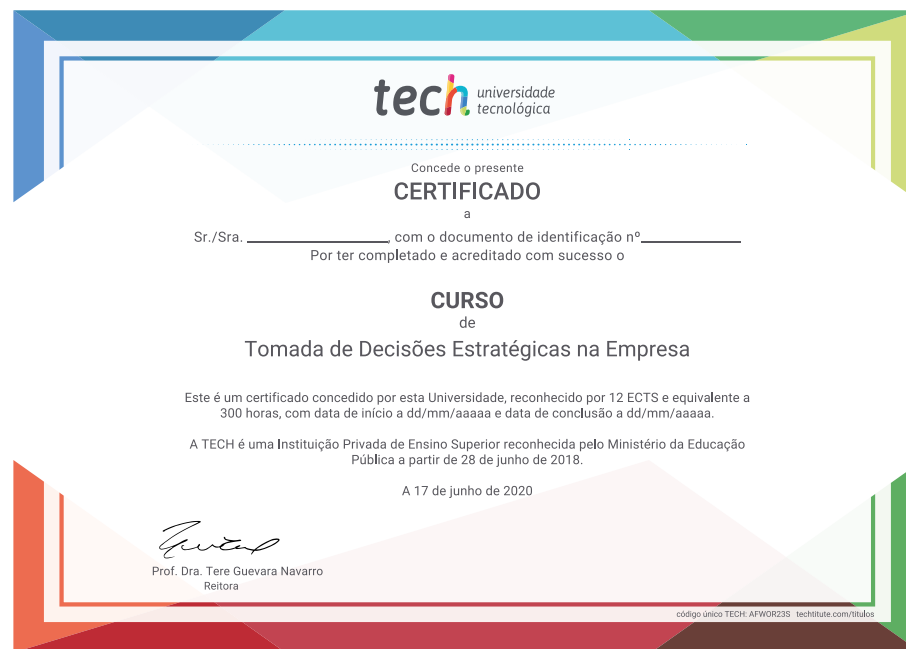 tech universidade
tecnológica
Concede o presente
CERTIFICADO
a
Sr./Sra. , com o documento de identificação nº
Por ter completado e acreditado com sucesso o
CURSO
de
Tomada de Decisões Estratégicas na Empresa
Este é um certificado concedido por esta Universidade, reconhecido por 12 ECTS e equivalente a
300 horas, com data de início a dd/mm/aaaaa e data de conclusão a dd/mm/aaaaa.
A TECH é uma Instituição Privada de Ensino Superior reconhecida pelo Ministério da Educação
Pública a partir de 28 de junho de 2018.
A 17 de junho de 2020
Prof. Dra. Tere Guevara Navarro
Reitora
código único TECH: AFWOR23S techtitute.com/titulos